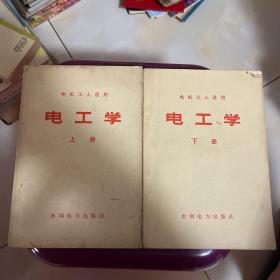 电机工人适用
电工学
上册
水利电力出版社
电机工人适用
电工学
下册
水利电力出版社